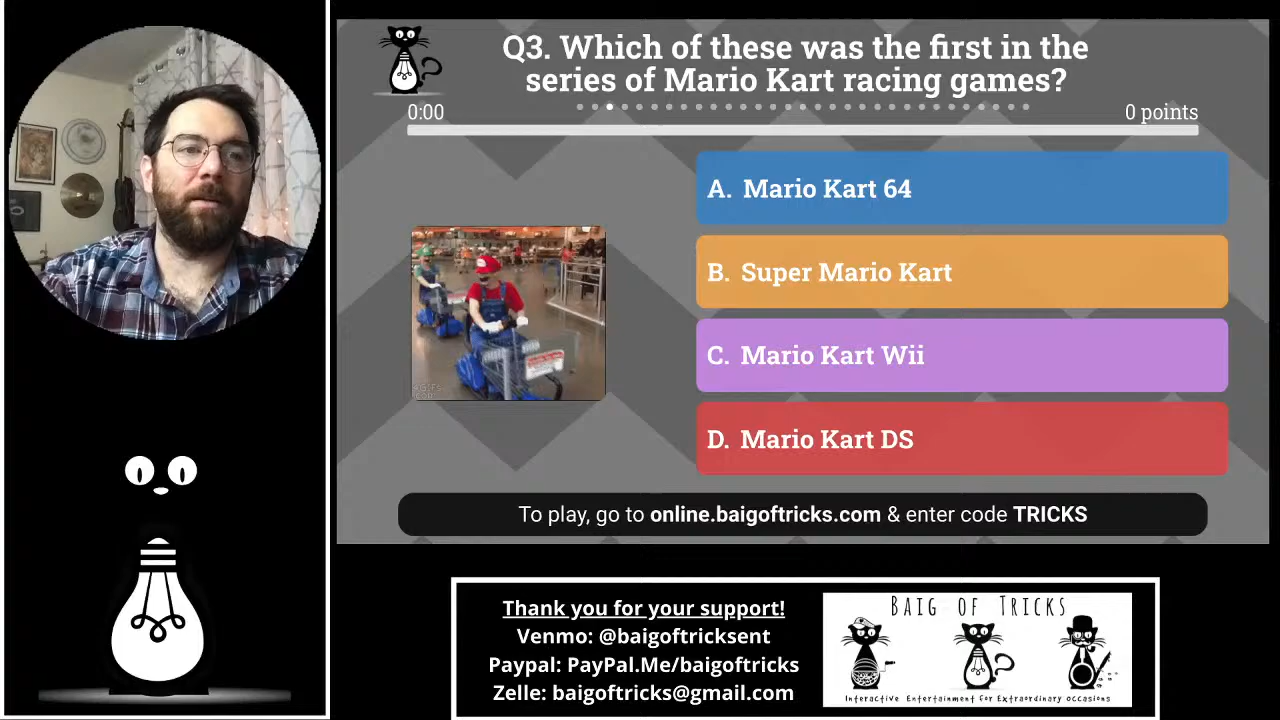 Q3. Which of these was the first in the
series of Mario Kart racing games?
0:00
0 points
A. Mario Kart 64
B. Super Mario Kart
C. Mario Kart Wii
D. Mario Kart DS
To play, go to online.baigoftricks.com & enter code TRICKS
Thank you for your support!
Venmo: @baigoftricksent
Paypal: PayPal.Me/baigoftricks
Zelle: baigoftricks@gmail.com
BAIG OF TRICKS
Interactive Entertainment for Extraordinary occasions